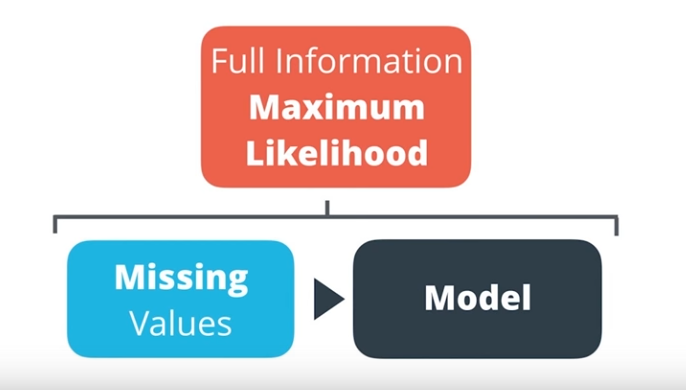 Full Information
Maximum
Likelihood
Missing
Values
Model